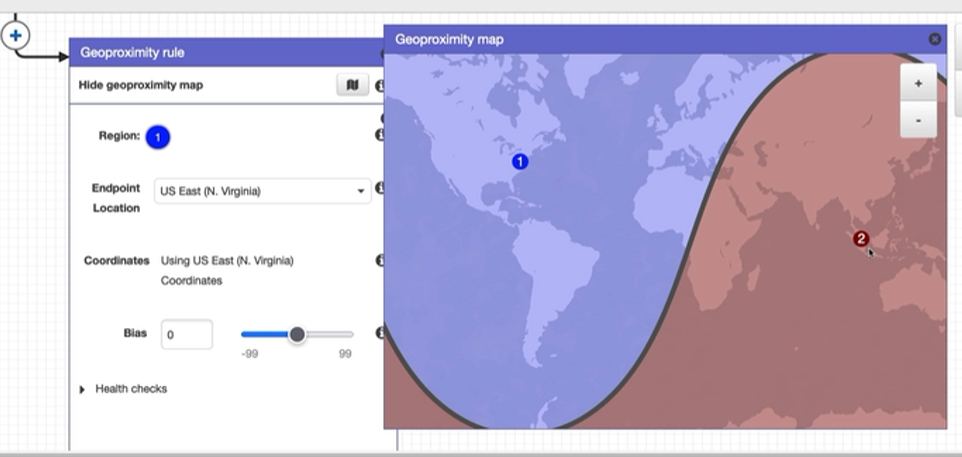 Geoproximity rule
Hide geoproximity map
Region: 1
Endpoint
Location
US East (N. Virginia)
Coordinates
Using US East (N. Virginia)
Coordinates
Bias
0
-99
99
Health checks
Geoproximity map
+
-
1
2